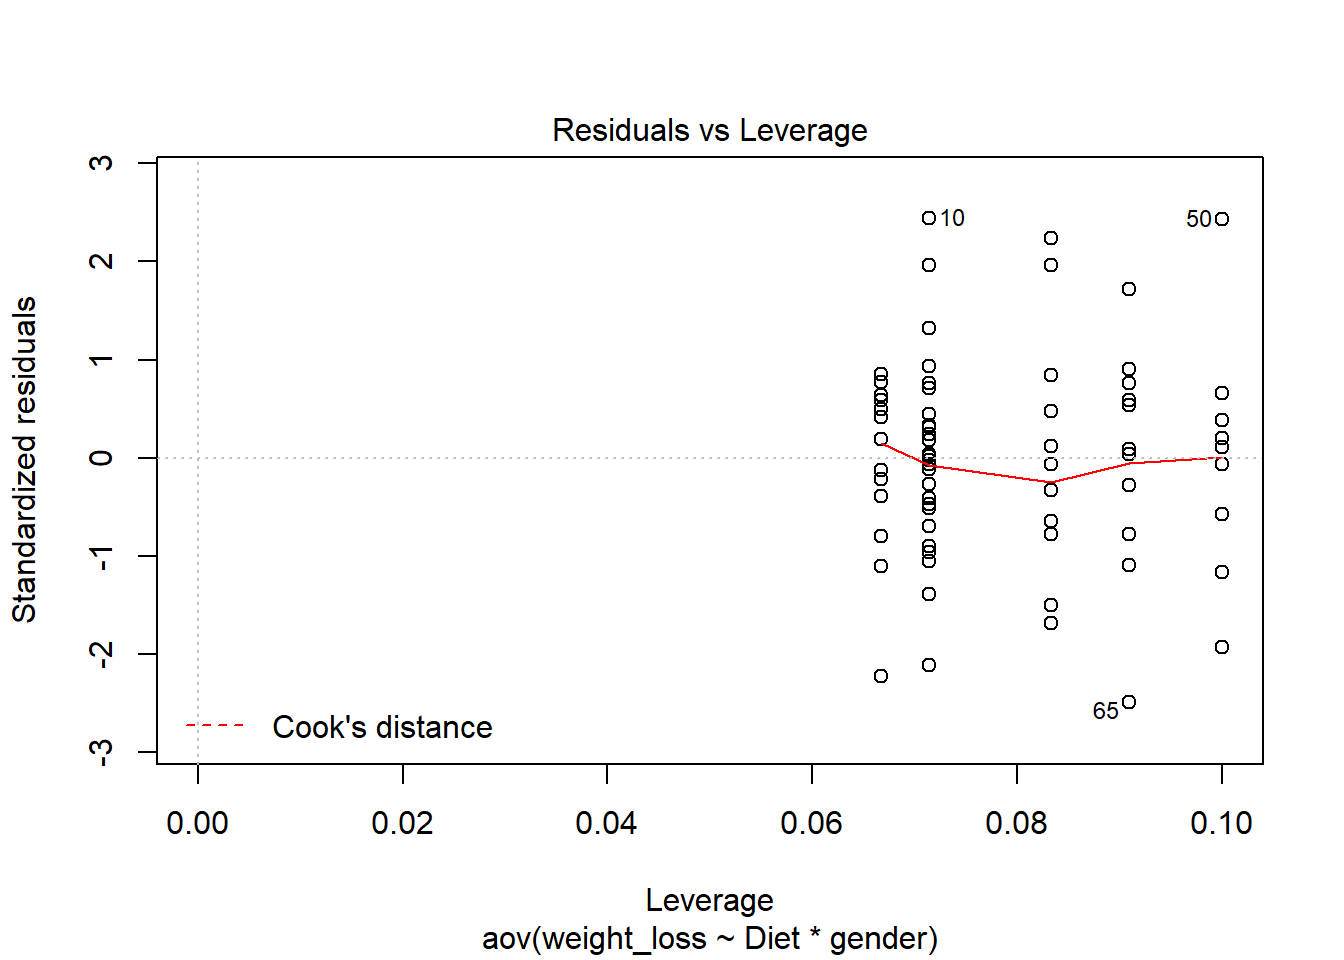 Residuals vs Leverage
Standardized residuals
3
2
1
0
-1
-2
-3
10
50
65
Cook's distance
0.00 0.02 0.04 0.06 0.08 0.10
Leverage
aov(weight_loss ~ Diet * gender)